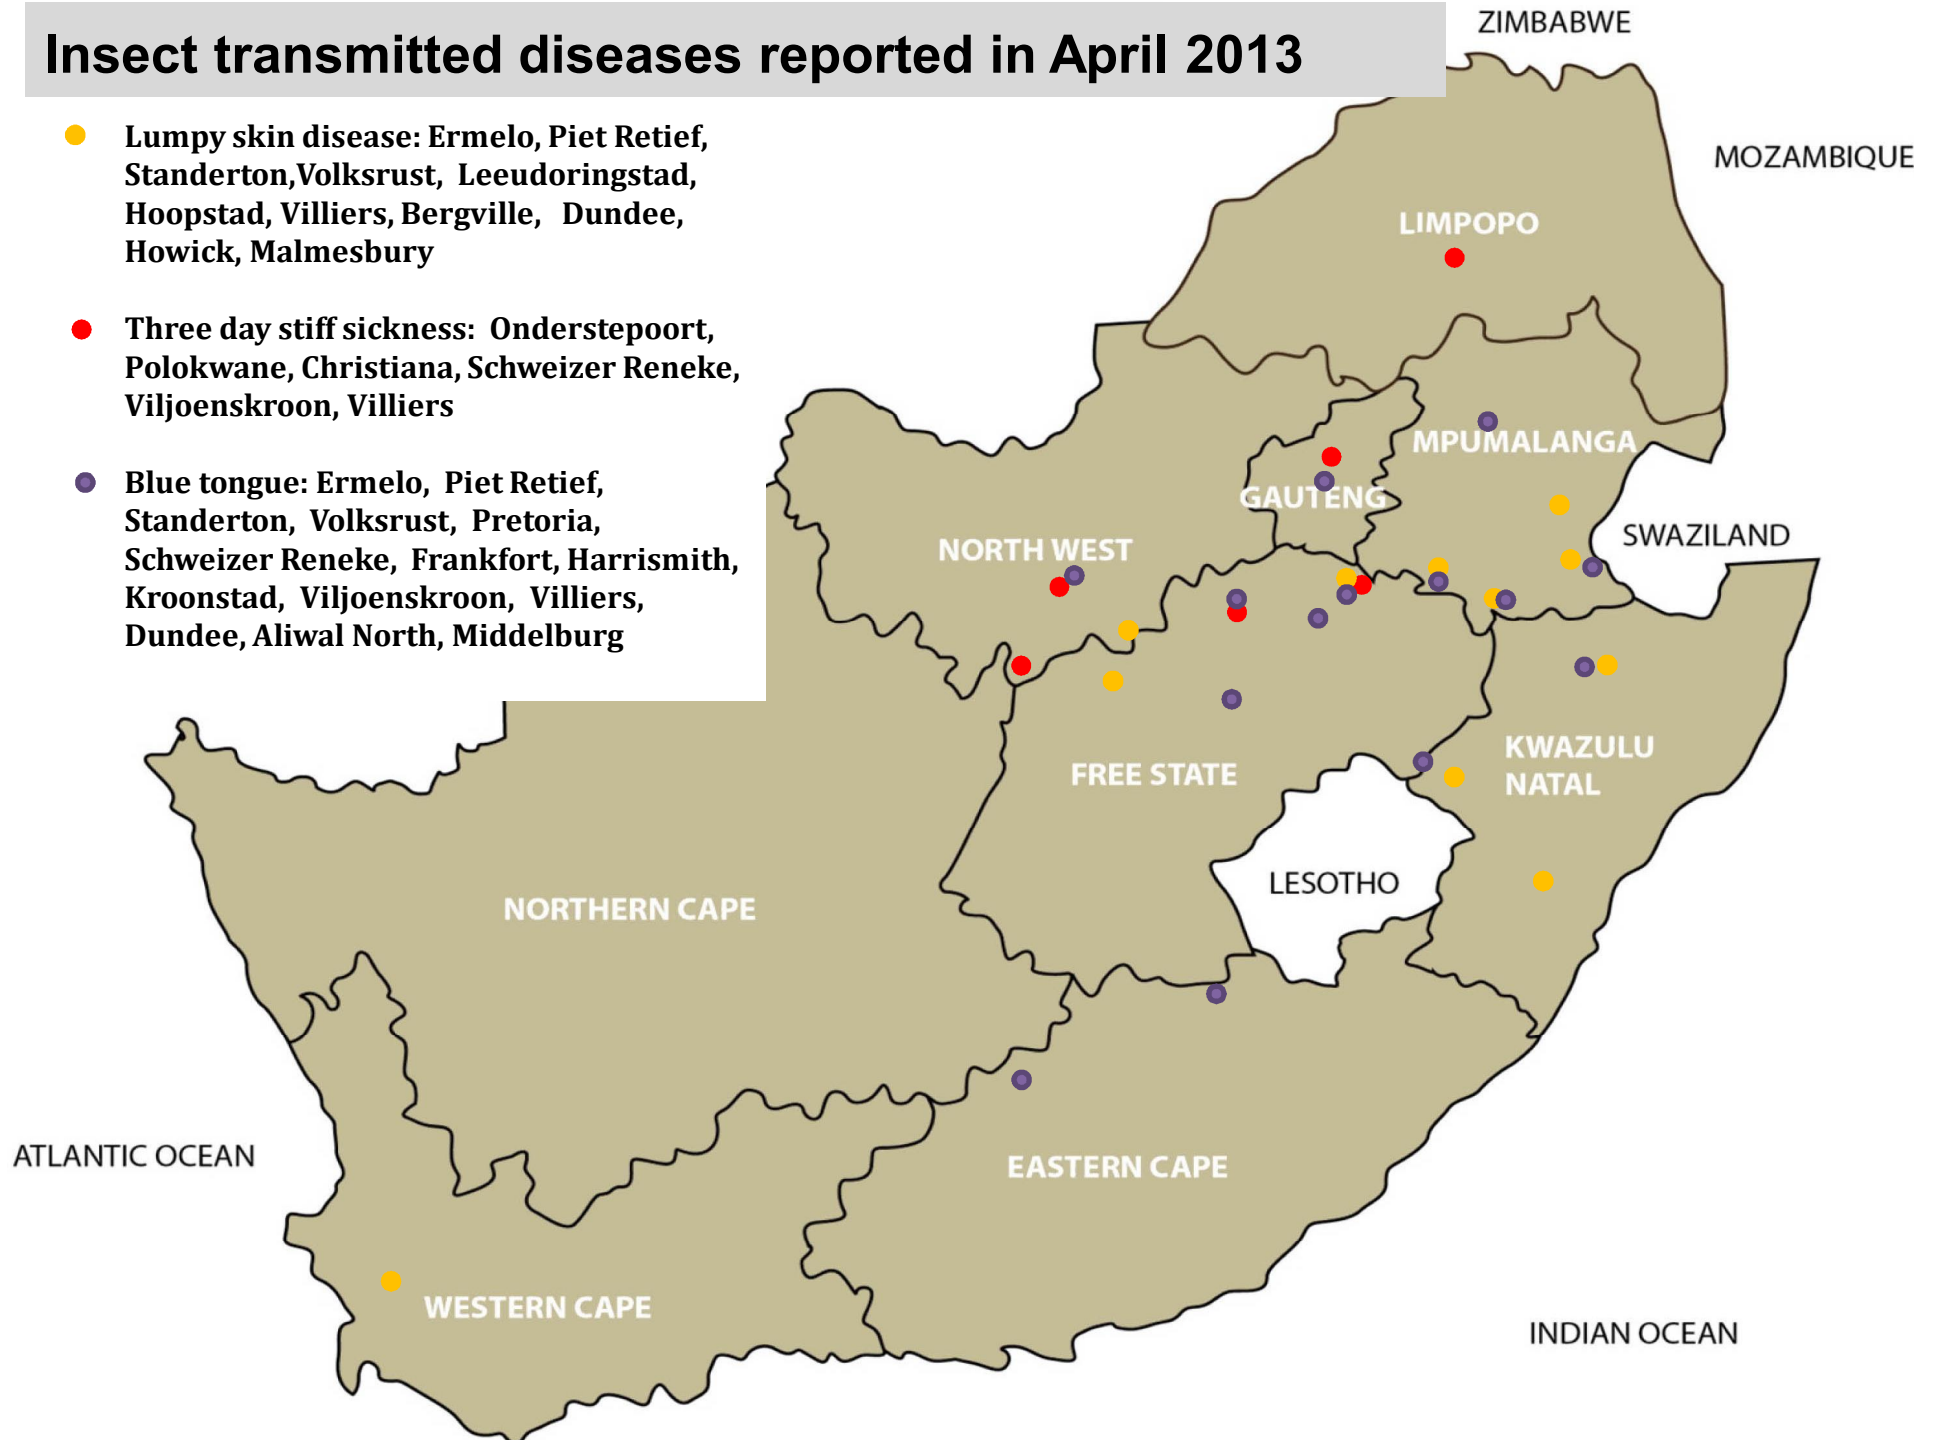 Insect transmitted diseases reported in April 2013
Lumpy skin disease: Ermelo, Piet Retief,
Standerton,Volksrust, Leeudoringstad,
Hoopstad, Villiers, Bergville, Dundee,
Howick, Malmesbury
Three day stiff sickness: Onderstepoort,
Polokwane, Christiana, Schweizer Reneke,
Viljoenskroon, Villiers
Blue tongue: Ermelo, Piet Retief,
Standerton, Volksrust, Pretoria,
Schweizer Reneke, Frankfort, Harrismith,
Kroonstad, Viljoenskroon, Villiers,
Dundee, Aliwal North, Middelburg
ZIMBABWE
MOZAMBIQUE
LIMPOPO
MPUMALANGA
GAUTENG
SWAZILAND
NORTH WEST
KWAZULU
NATAL
FREE STATE
LESOTHO
NORTHERN CAPE
ATLANTIC OCEAN
EASTERN CAPE
WESTERN CAPE
INDIAN OCEAN